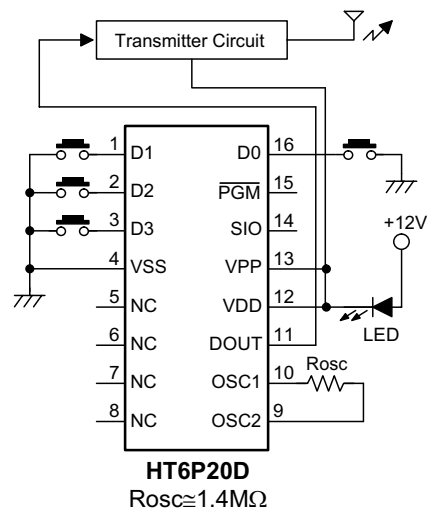 Transmitter Circuit
1 D1 D0 16
2 D2 PGM 15
3 D3 SIO 14
4 VSS VPP 13
+12V
5 NC VDD 12
LED
6 NC DOUT 11
7 NC OSC1 10 Rosc
8 NC OSC2 9
HT6P20D
Rosc≅1.4MΩ